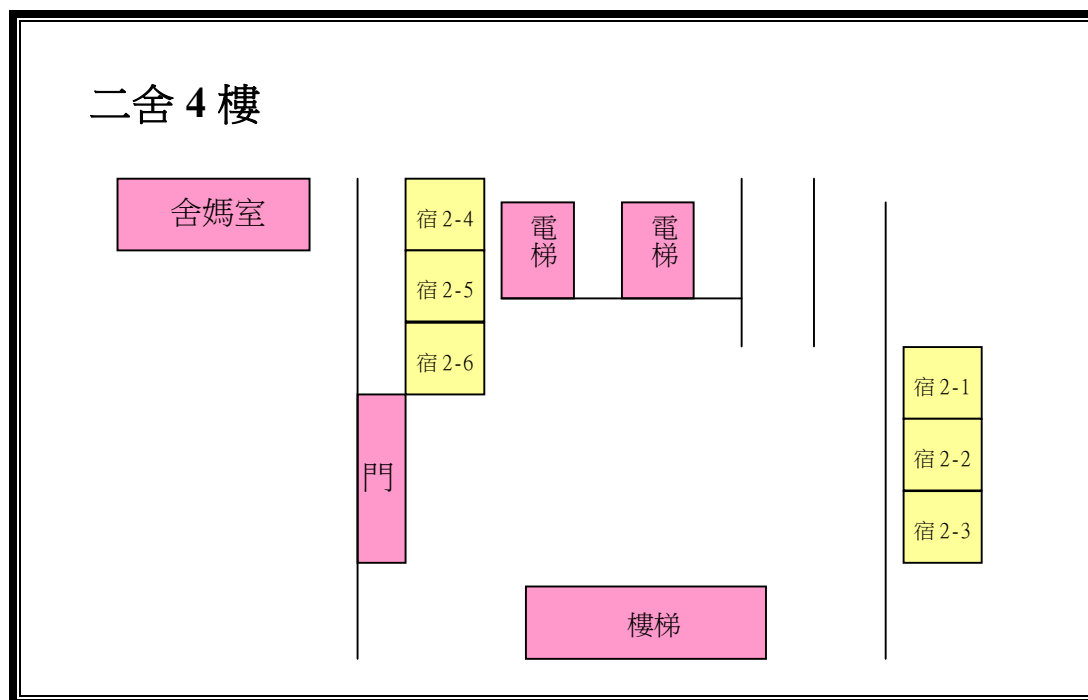 二舍 4 樓
舍媽室
宿 2-4
宿 2-5
宿 2-6
電梯
電梯
宿 2-1
宿 2-2
宿 2-3
門
樓梯